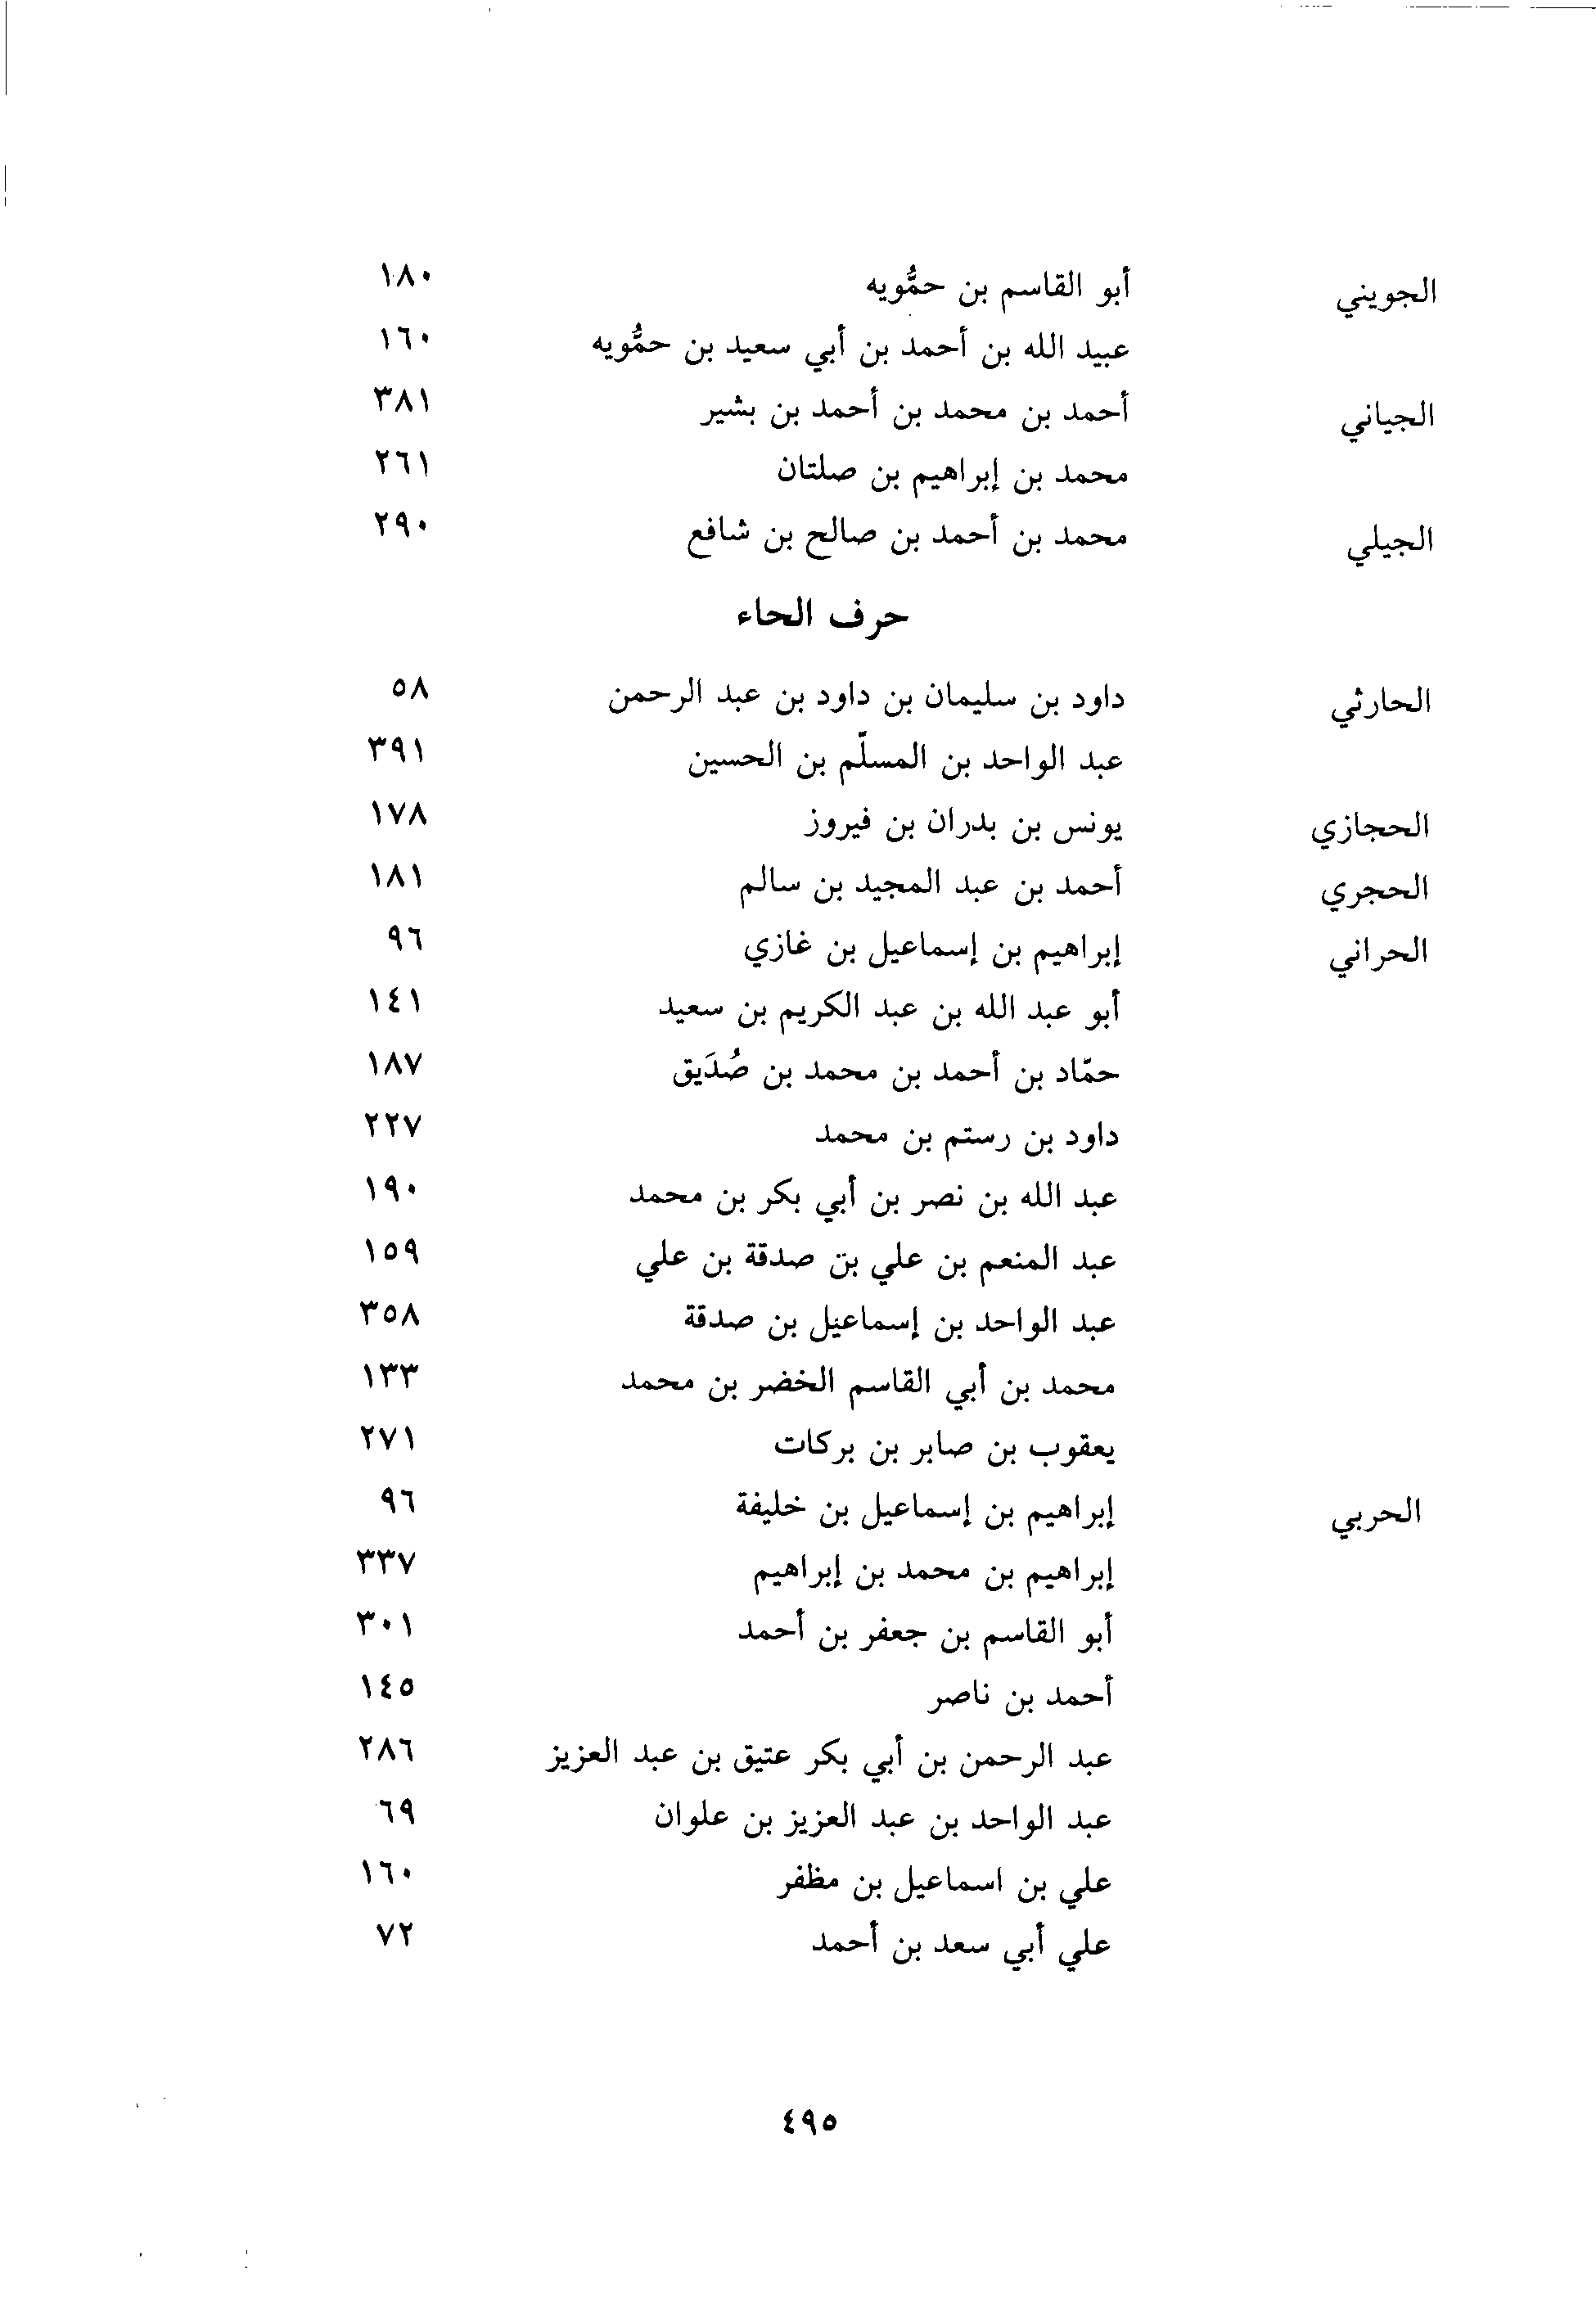 الجويني أبو القاسم بن حمُّويه ١٨٠
عبيد الله بن أحمد بن أبي سعيد بن حمُّويه ١٦٠
الجياني أحمد بن محمد بن أحمد بن بشير ٣٨١
محمد بن إبراهيم بن صلتان ٢٦١
الجيلي محمد بن أحمد بن صالح بن شافع ٢٩٠
حرف الحاء
الحارثي داود بن سليمان بن داود بن عبد الرحمن ٥٨
عبد الواحد بن المسلّم بن الحسين ٣٩١
الحجازي يونس بن بدران بن فيروز ١٧٨
الحجري أحمد بن عبد المجيد بن سالم ١٨١
الحراني إبراهيم بن إسماعيل بن غازي ٩٦
أبو عبد الله بن عبد الكريم بن سعيد ١٤١
حمّاد بن أحمد بن محمد بن صُدَيق ١٨٧
داود بن رستم بن محمد ٢٢٧
عبد الله بن نصر بن أبي بكر بن محمد ١٩٠
عبد المنعم بن علي بن صدقة بن علي ١٥٩
عبد الواحد بن إسماعيل بن صدقة ٣٥٨
محمد بن أبي القاسم الخضر بن محمد ١٣٣
يعقوب بن صابر بن بركات ٢٧١
الحربي إبراهيم بن إسماعيل بن خليفة ٩٦
إبراهيم بن محمد بن إبراهيم ٣٣٧
أبو القاسم بن جعفر بن أحمد ٣٠١
أحمد بن ناصر ١٤٥
عبد الرحمن بن أبي بكر عتيق بن عبد العزيز ٢٨٦
عبد الواحد بن عبد العزيز بن علوان ٦٩
علي بن اسماعيل بن مظفر ١٦٠
علي أبي سعد بن أحمد ٧٢
٤٩٥